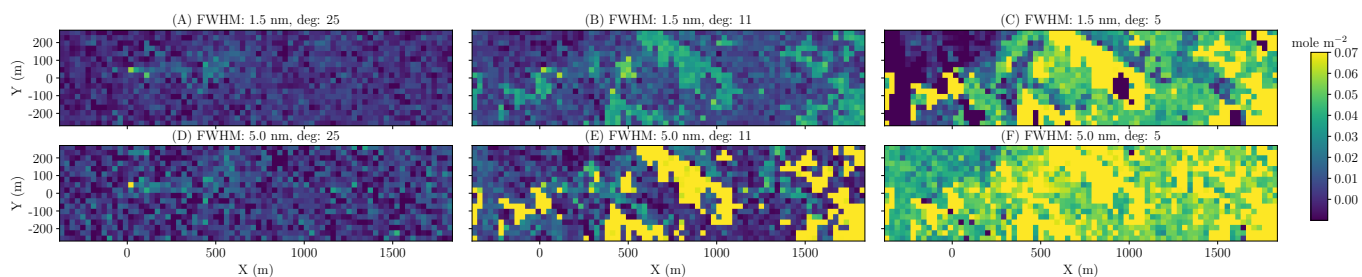 (A) FWHM: 1.5 nm, deg: 25
(B) FWHM: 1.5 nm, deg: 11
(C) FWHM: 1.5 nm, deg: 5
mole m⁻²
Y (m)
200
100
0
-100
-200
0.07
0.06
0.05
0.04
0.03
0.02
0.01
0.00
(D) FWHM: 5.0 nm, deg: 25
(E) FWHM: 5.0 nm, deg: 11
(F) FWHM: 5.0 nm, deg: 5
Y (m)
200
100
0
-100
-200
0 500 1000 1500
0 500 1000 1500
0 500 1000 1500
X (m)
X (m)
X (m)